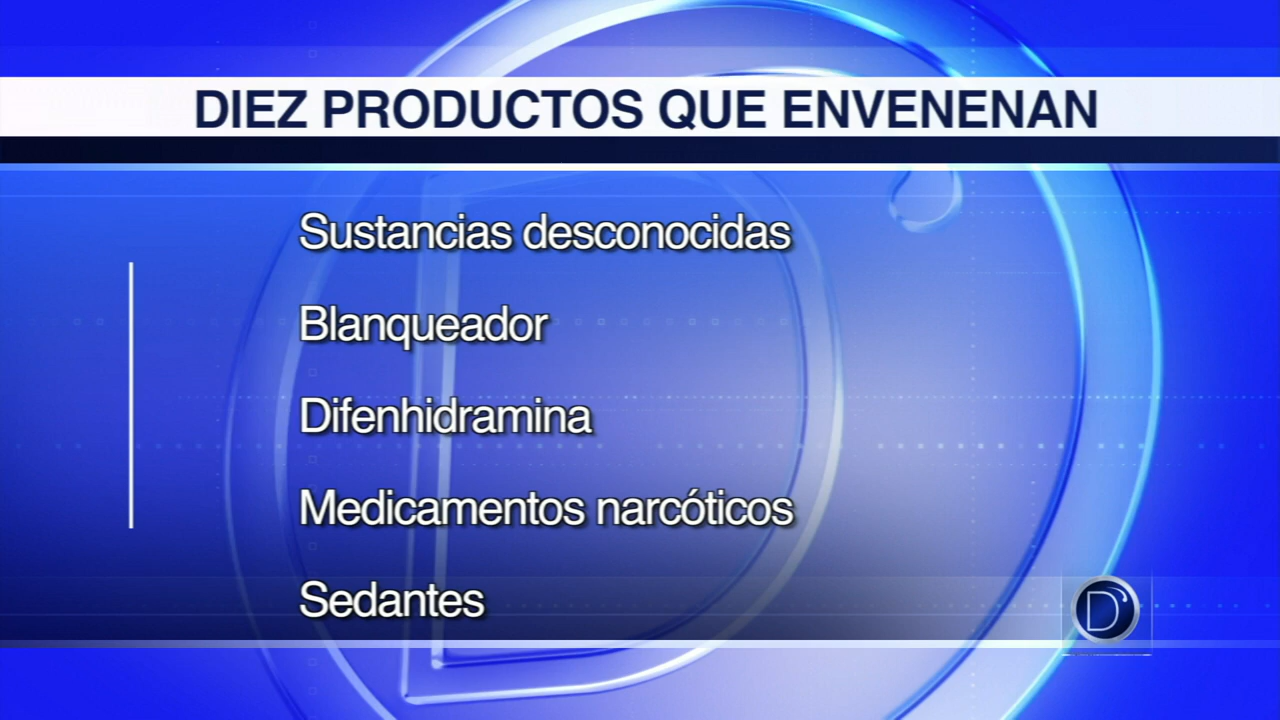 DIEZ PRODUCTOS QUE ENVENENAN
Sustancias desconocidas
Blanqueador
Difenhidramina
Medicamentos narcóticos
Sedantes
D